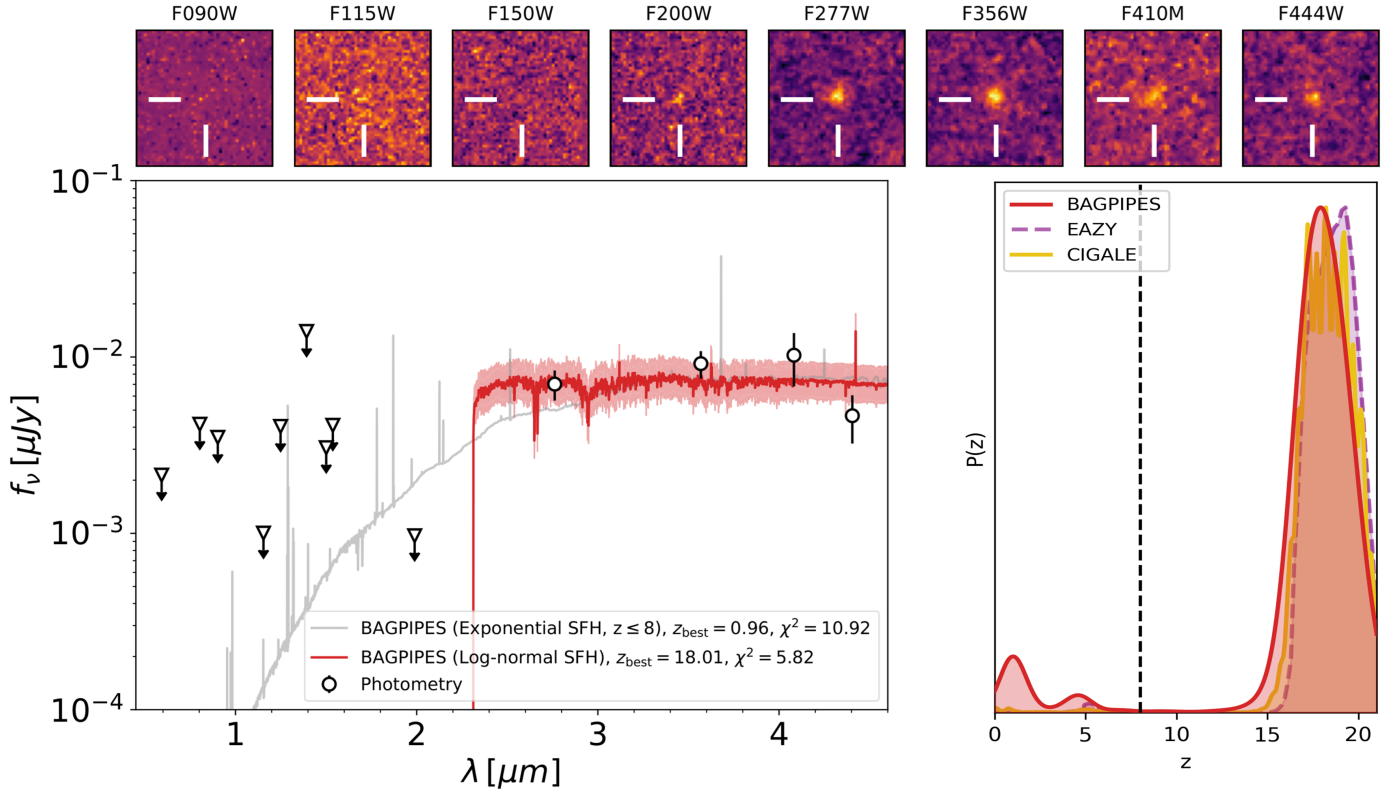 F090W F115W F150W F200W F277W F356W F410M F444W
10⁻¹
10⁻²
10⁻³
10⁻⁴
f_ν [μJy]
BAGPIPES (Exponential SFH, z ≤ 8), z_best = 0.96, χ² = 10.92
BAGPIPES (Log-normal SFH), z_best = 18.01, χ² = 5.82
Photometry
1 2 3 4
λ [μm]
BAGPIPES
EAZY
CIGALE
P(z)
0 5 10 15 20
z